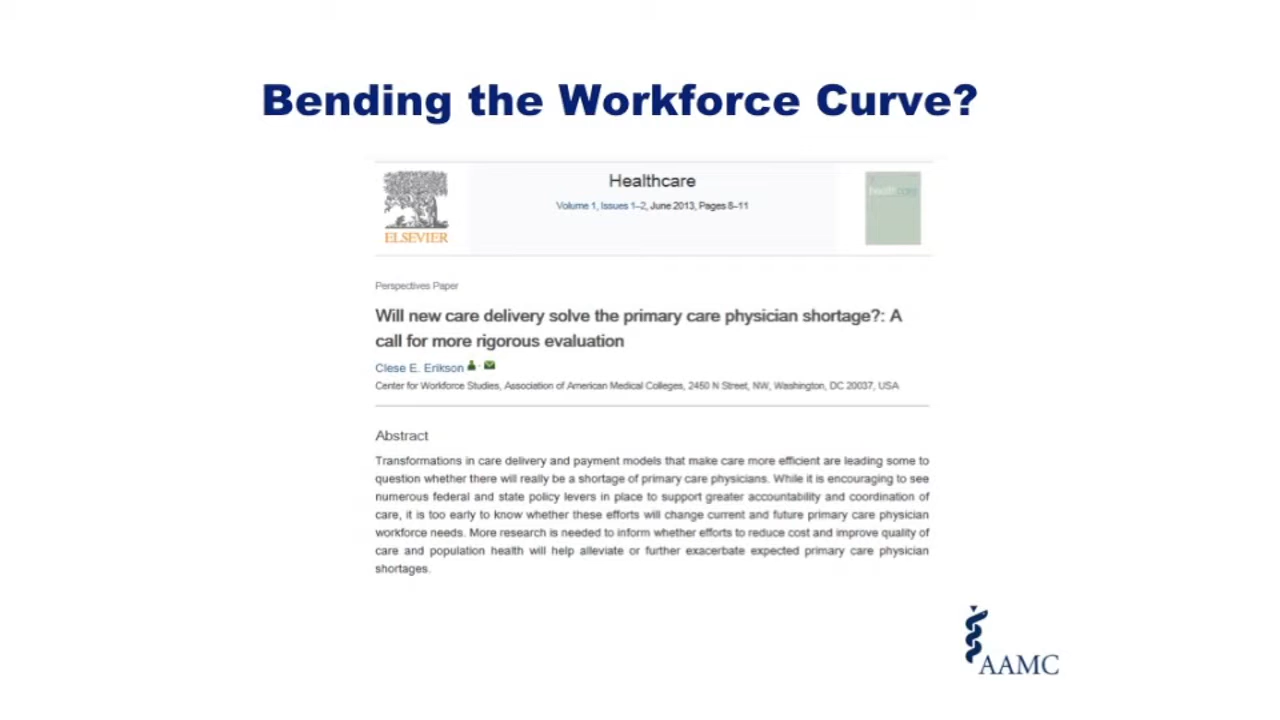 Bending the Workforce Curve?
ELSEVIER
Healthcare
Volume 1, Issues 1–2, June 2013, Pages 8–11
healthcare
Perspectives Paper
Will new care delivery solve the primary care physician shortage?: A
call for more rigorous evaluation
Clese E. Erikson
Center for Workforce Studies, Association of American Medical Colleges, 2450 N Street, NW, Washington, DC 20037, USA
Abstract
Transformations in care delivery and payment models that make care more efficient are leading some to
question whether there will really be a shortage of primary care physicians. While it is encouraging to see
numerous federal and state policy levers in place to support greater accountability and coordination of
care, it is too early to know whether these efforts will change current and future primary care physician
workforce needs. More research is needed to inform whether efforts to reduce cost and improve quality of
care and population health will help alleviate or further exacerbate expected primary care physician
shortages.
AAMC